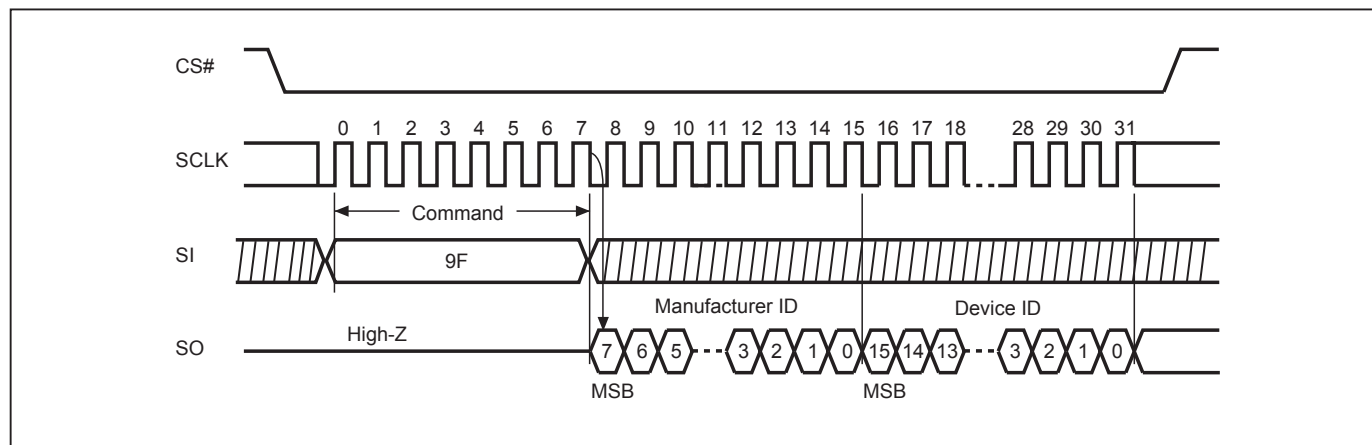 CS#
0 1 2 3 4 5 6 7 8 9 10 11 12 13 14 15 16 17 18 28 29 30 31
SCLK
Command
SI
9F
Manufacturer ID Device ID
High-Z
SO
7 6 5 3 2 1 0 15 14 13 3 2 1 0
MSB MSB